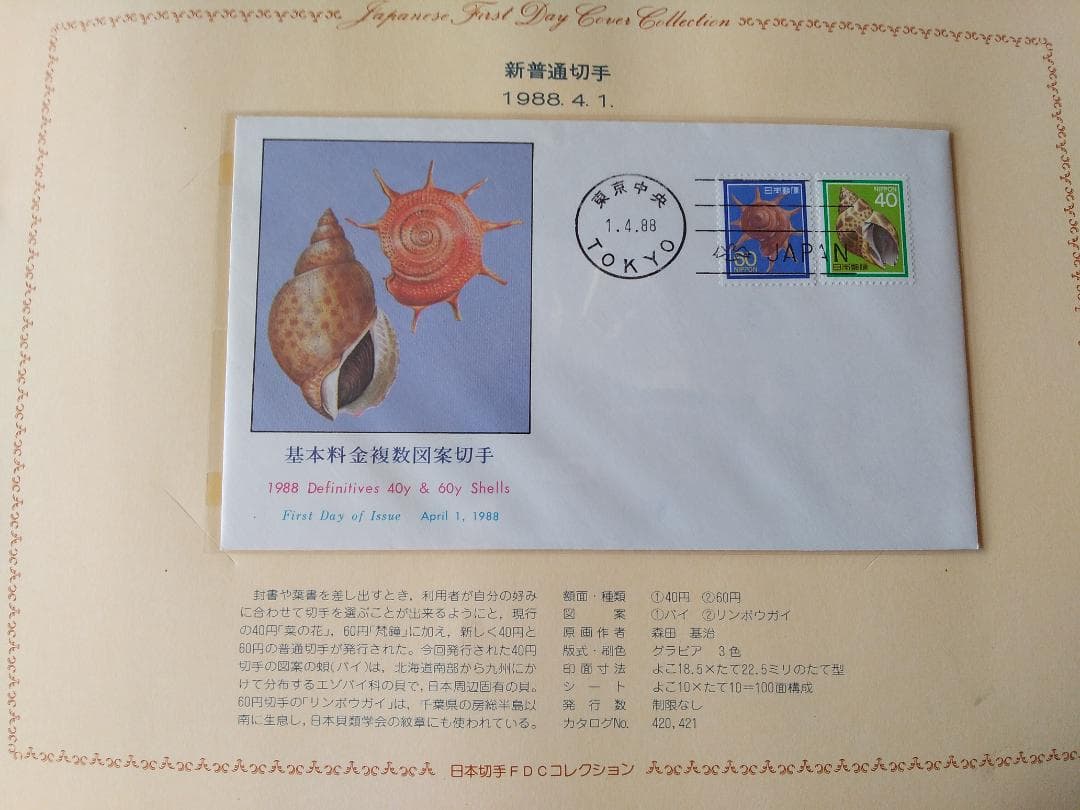 Japanese First Day Cover Collection
新普通切手
1988. 4. 1.
東京中央
1.4.88
TOKYO
日本郵便
60
NIPPON
JAPAN
NIPPON
40
日本郵便
基本料金複数図案切手
1988 Definitives 40y & 60y Shells
First Day of Issue April 1, 1988
封書や葉書を差し出すとき，利用者が自分の好み
に合わせて切手を選ぶことが出来るようにと，現行
の40円「菜の花」，60円「梵鐘」に加え，新しく40円と
60円の普通切手が発行された。今回発行された40円
切手の図案の蛽(バイ)は，北海道南部から九州にか
けて分布するエゾバイ科の貝で，日本周辺固有の貝。
60円切手の「リンボウガイ」は，千葉県の房総半島以
南に生息し，日本貝類学会の紋章にも使われている。
額面・種類 ①40円 ②60円
図案 ①バイ ②リンボウガイ
原画作者 森田 基治
版式・刷色 グラビア 3色
印面寸法 よこ18.5×たて22.5ミリのたて型
シート よこ10×たて10＝100面構成
発行数 制限なし
カタログNo. 420, 421
日本切手FDCコレクション